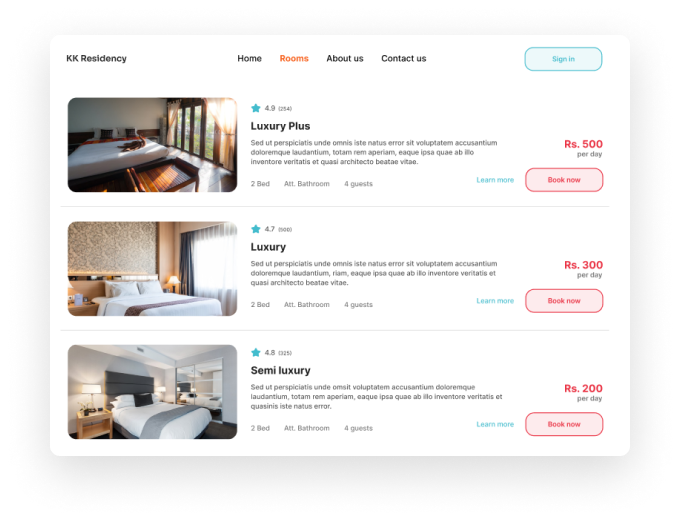 KK Residency
Home Rooms About us Contact us
Sign in
4.9 (254)
Luxury Plus
Sed ut perspiciatis unde omnis iste natus error sit voluptatem accusantium
doloremque laudantium, totam rem aperiam, eaque ipsa quae ab illo
inventore veritatis et quasi architecto beatae vitae.
2 Bed Att. Bathroom 4 guests
Learn more
Rs. 500
per day
Book now
4.7 (500)
Luxury
Sed ut perspiciatis unde omnis iste natus error sit voluptatem accusantium
doloremque laudantium, riam, eaque ipsa quae ab illo inventore veritatis et
quasi architecto beatae vitae.
2 Bed Att. Bathroom 4 guests
Learn more
Rs. 300
per day
Book now
4.8 (325)
Semi luxury
Sed ut perspiciatis unde omsit voluptatem accusantium doloremque
laudantium, totam rem aperiam, eaque ipsa quae ab illo inventore veritatis et
quasinis iste natus error.
2 Bed Att. Bathroom 4 guests
Learn more
Rs. 200
per day
Book now